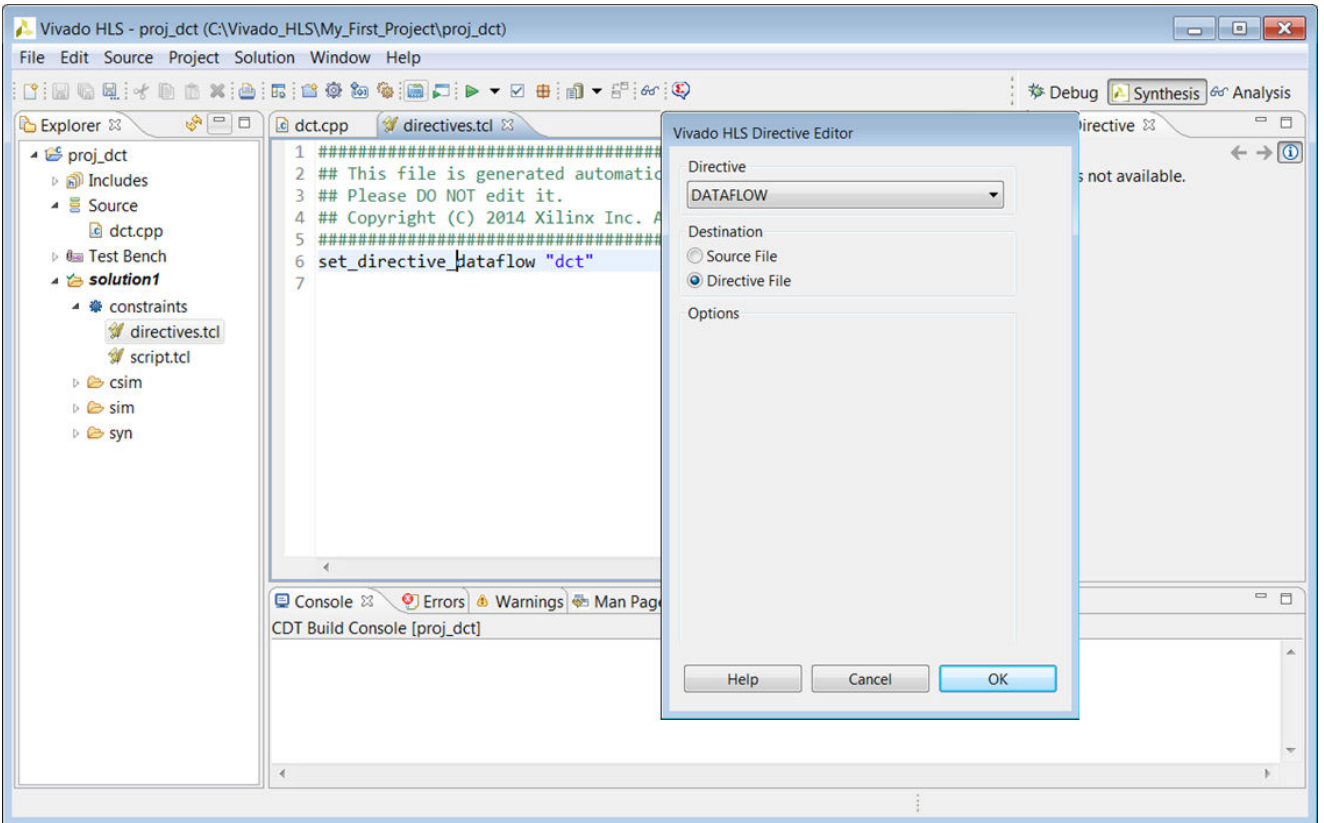 Vivado HLS - proj_dct (C:\Vivado_HLS\My_First_Project\proj_dct)
File Edit Source Project Solution Window Help
Debug Synthesis Analysis
Explorer
proj_dct
Includes
Source
dct.cpp
Test Bench
solution1
constraints
directives.tcl
script.tcl
csim
sim
syn
dct.cpp directives.tcl
1 ###################################
2 ## This file is generated automatic
3 ## Please DO NOT edit it.
4 ## Copyright (C) 2014 Xilinx Inc. A
5 ###################################
6 set_directive_dataflow "dct"
7
Vivado HLS Directive Editor
Directive
DATAFLOW
Destination
Source File
Directive File
Options
Help Cancel OK
irective
s not available.
Console Errors Warnings Man Page
CDT Build Console [proj_dct]